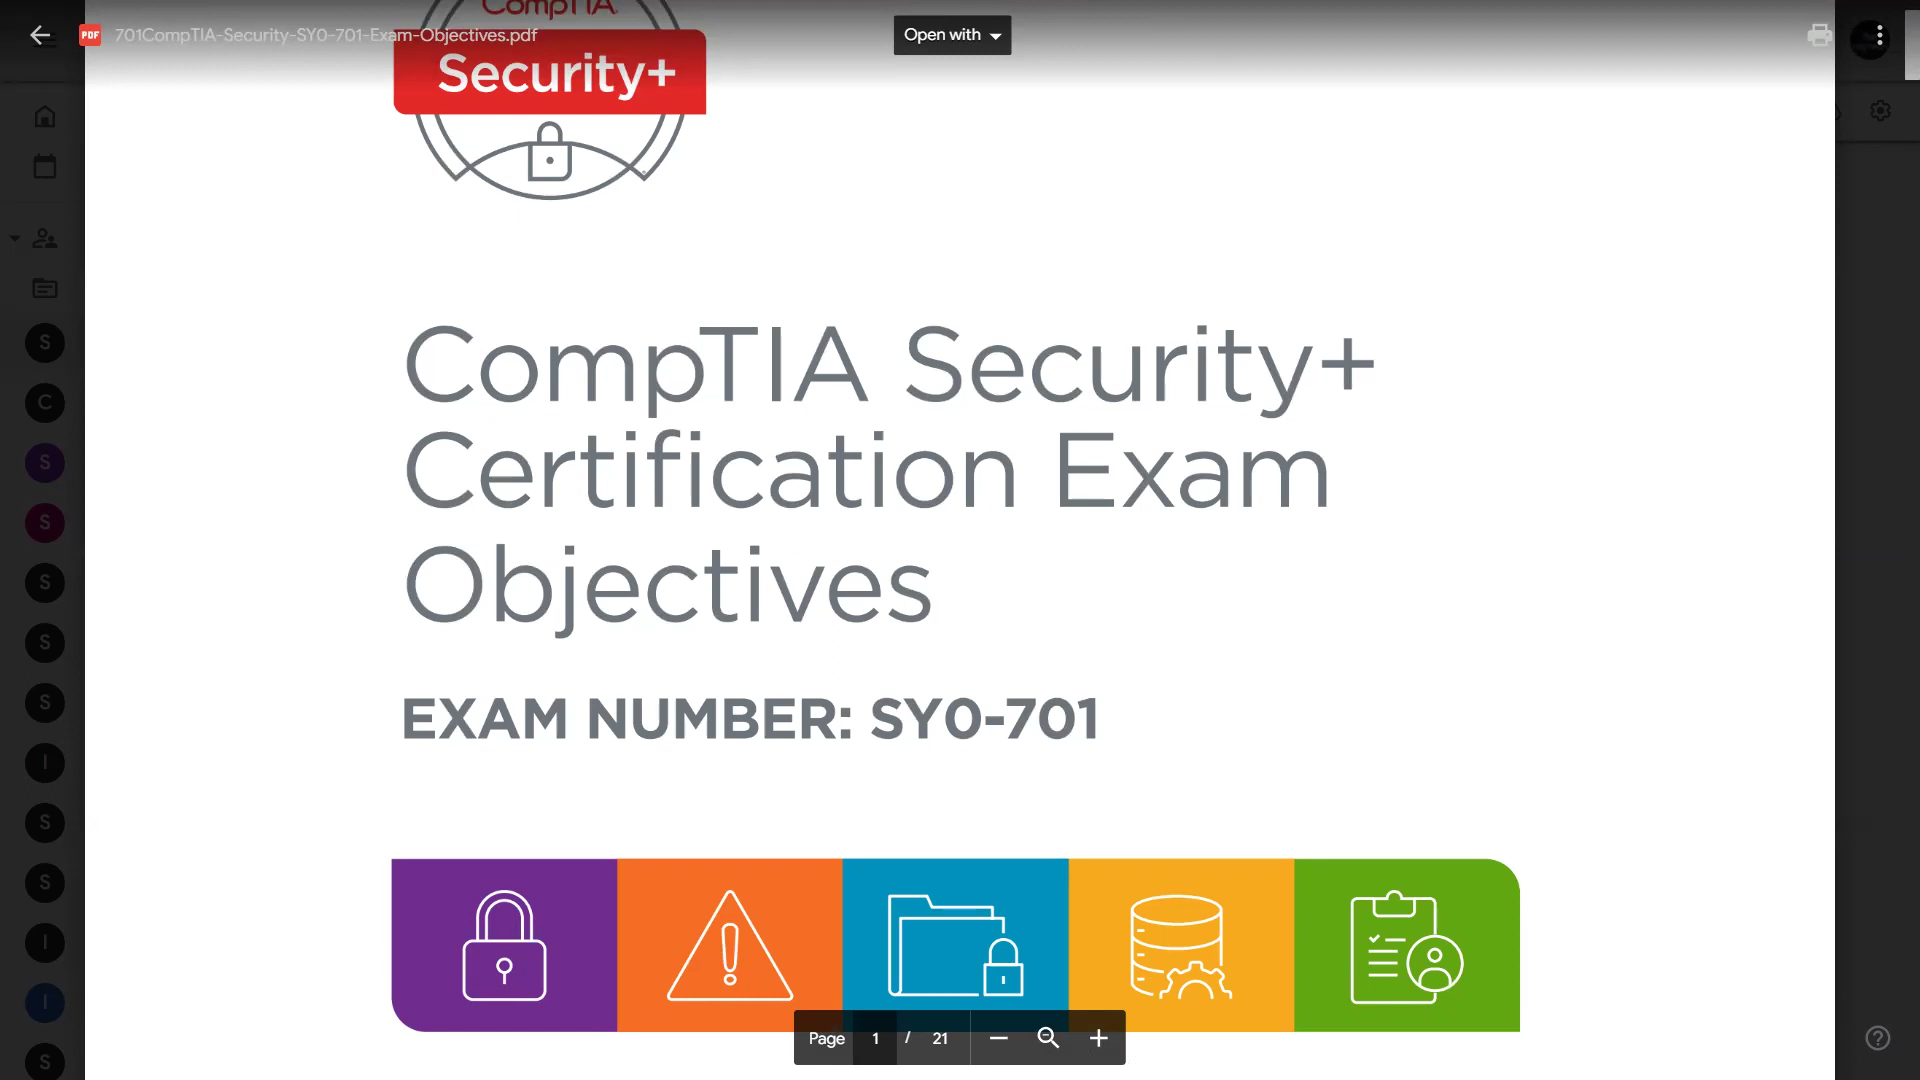 701CompTIA-Security-SY0-701-Exam-Objectives.pdf
Open with
PDF
CompTIA.
Security+
CompTIA Security+
Certification Exam
Objectives
EXAM NUMBER: SY0-701
S
C
S
S
S
S
S
I
S
S
I
I
S
Page 1 / 21